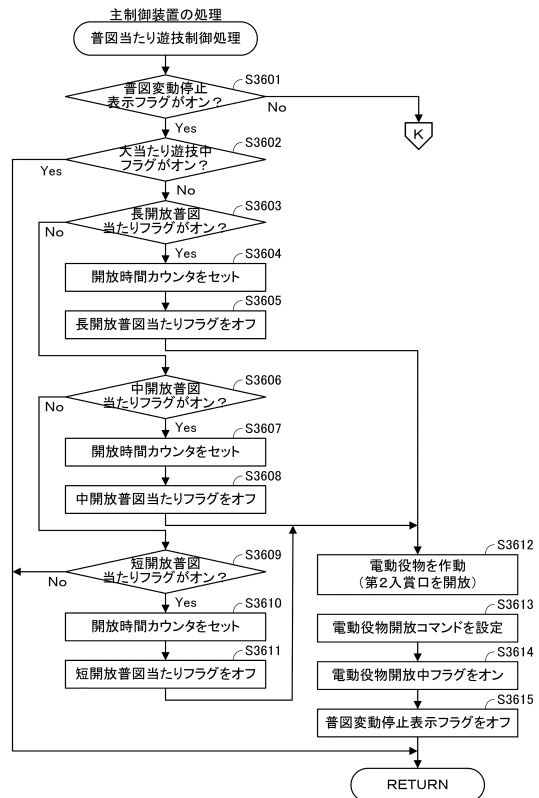 主制御装置の処理
普図当たり遊技制御処理
S3601
普図変動停止
表示フラグがオン？
No
K
Yes
S3602
大当たり遊技中
フラグがオン？
Yes
No
S3603
長開放普図
当たりフラグがオン？
No
Yes
S3604
開放時間カウンタをセット
S3605
長開放普図当たりフラグをオフ
S3606
中開放普図
当たりフラグがオン？
No
Yes
S3607
開放時間カウンタをセット
S3608
中開放普図当たりフラグをオフ
S3609
短開放普図
当たりフラグがオン？
No
Yes
S3610
開放時間カウンタをセット
S3611
短開放普図当たりフラグをオフ
S3612
電動役物を作動
（第２入賞口を開放）
S3613
電動役物開放コマンドを設定
S3614
電動役物開放中フラグをオン
S3615
普図変動停止表示フラグをオフ
RETURN